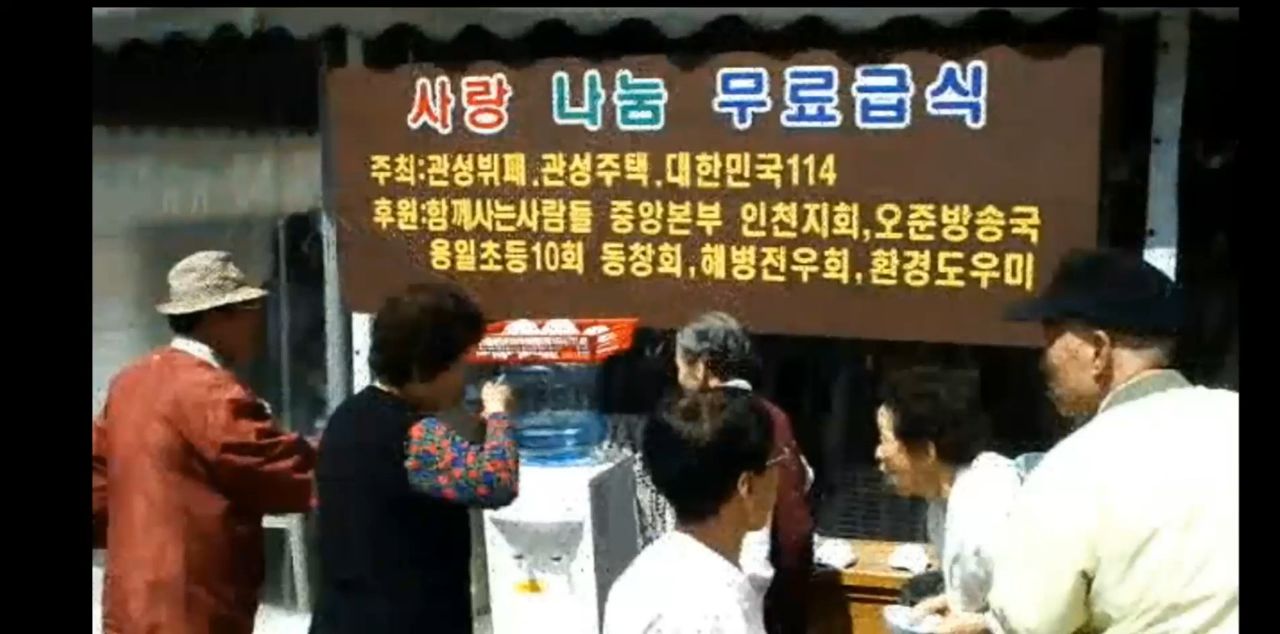 사랑 나눔 무료급식
주최:관성뷔페.관성주택.대한민국114
후원:함께사는사람들 중앙본부 인천지회,오준방송국
용일초등10회 동창회,해병전우회,환경도우미